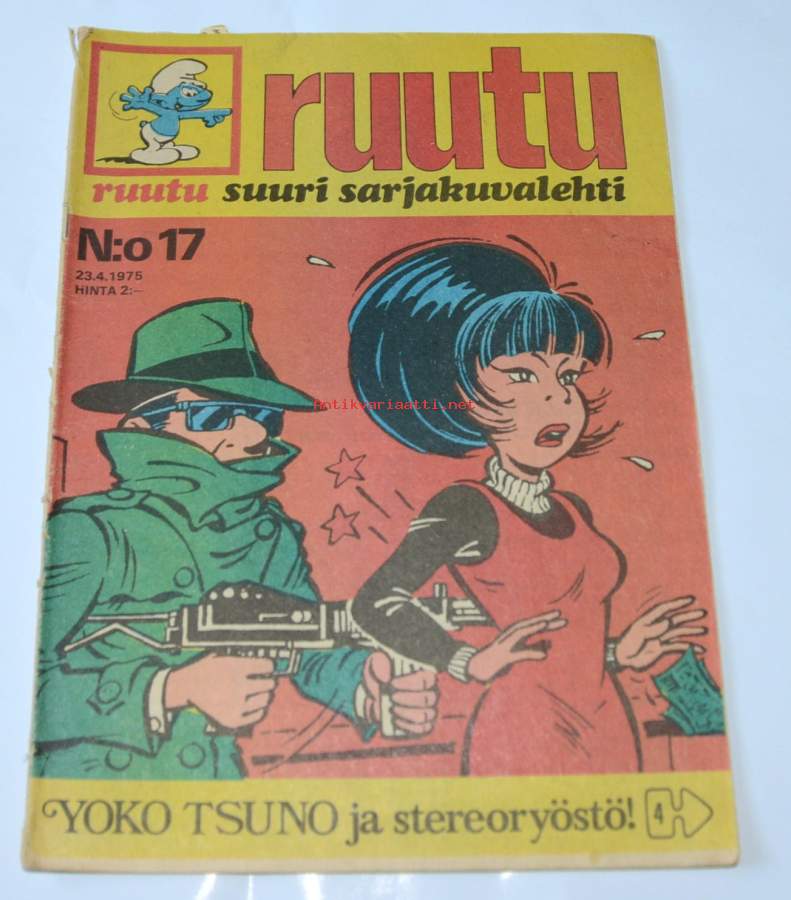 ruutu
ruutu suuri sarjakuvalehti
N:o 17
23.4.1975
HINTA 2:—
Antikvariaatti.net
YOKO TSUNO ja stereoryöstö! 4